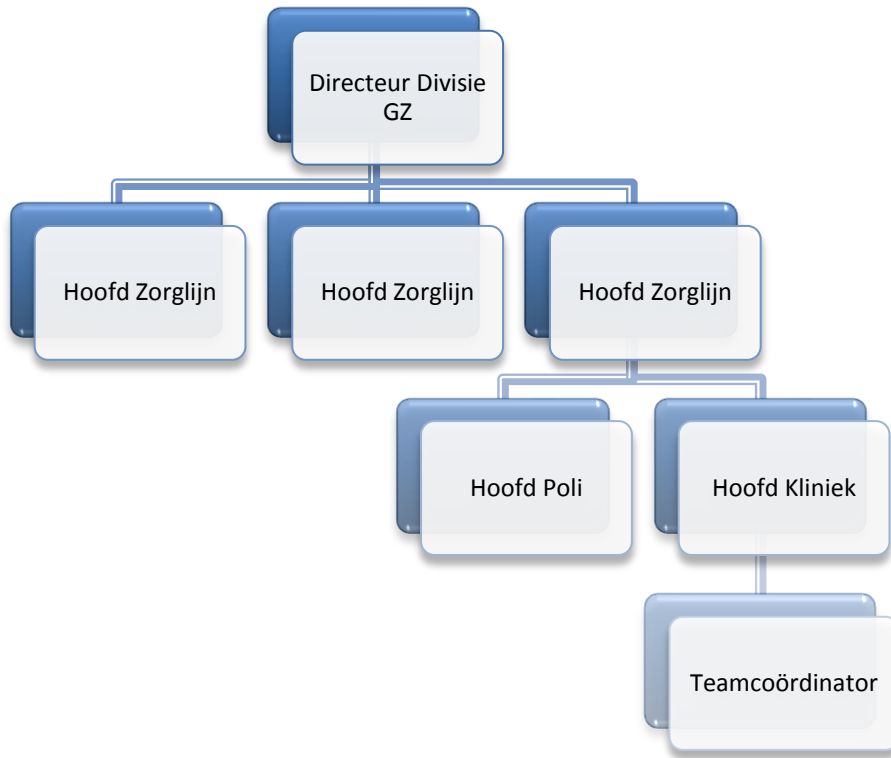 Directeur Divisie
GZ
Hoofd Zorglijn
Hoofd Zorglijn
Hoofd Zorglijn
Hoofd Poli
Hoofd Kliniek
Teamcoördinator